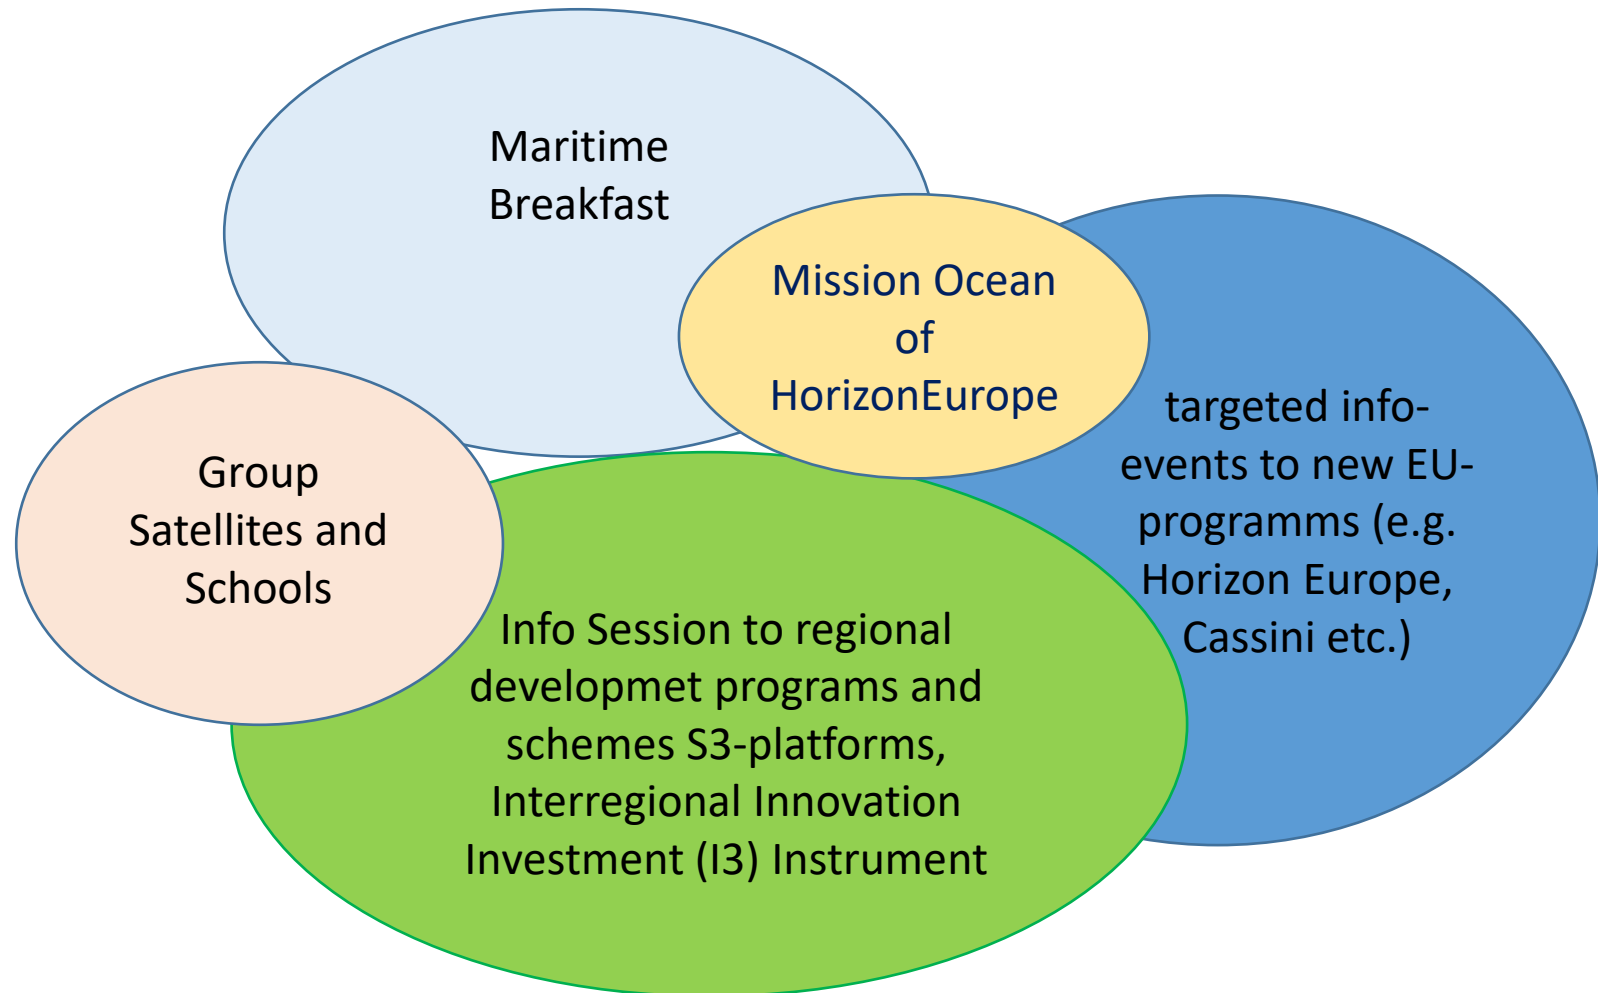 Maritime
Breakfast
Mission Ocean
of
HorizonEurope
targeted info-
events to new EU-
programms (e.g.
Horizon Europe,
Cassini etc.)
Group
Satellites and
Schools
Info Session to regional
developmet programs and
schemes S3-platforms,
Interregional Innovation
Investment (I3) Instrument